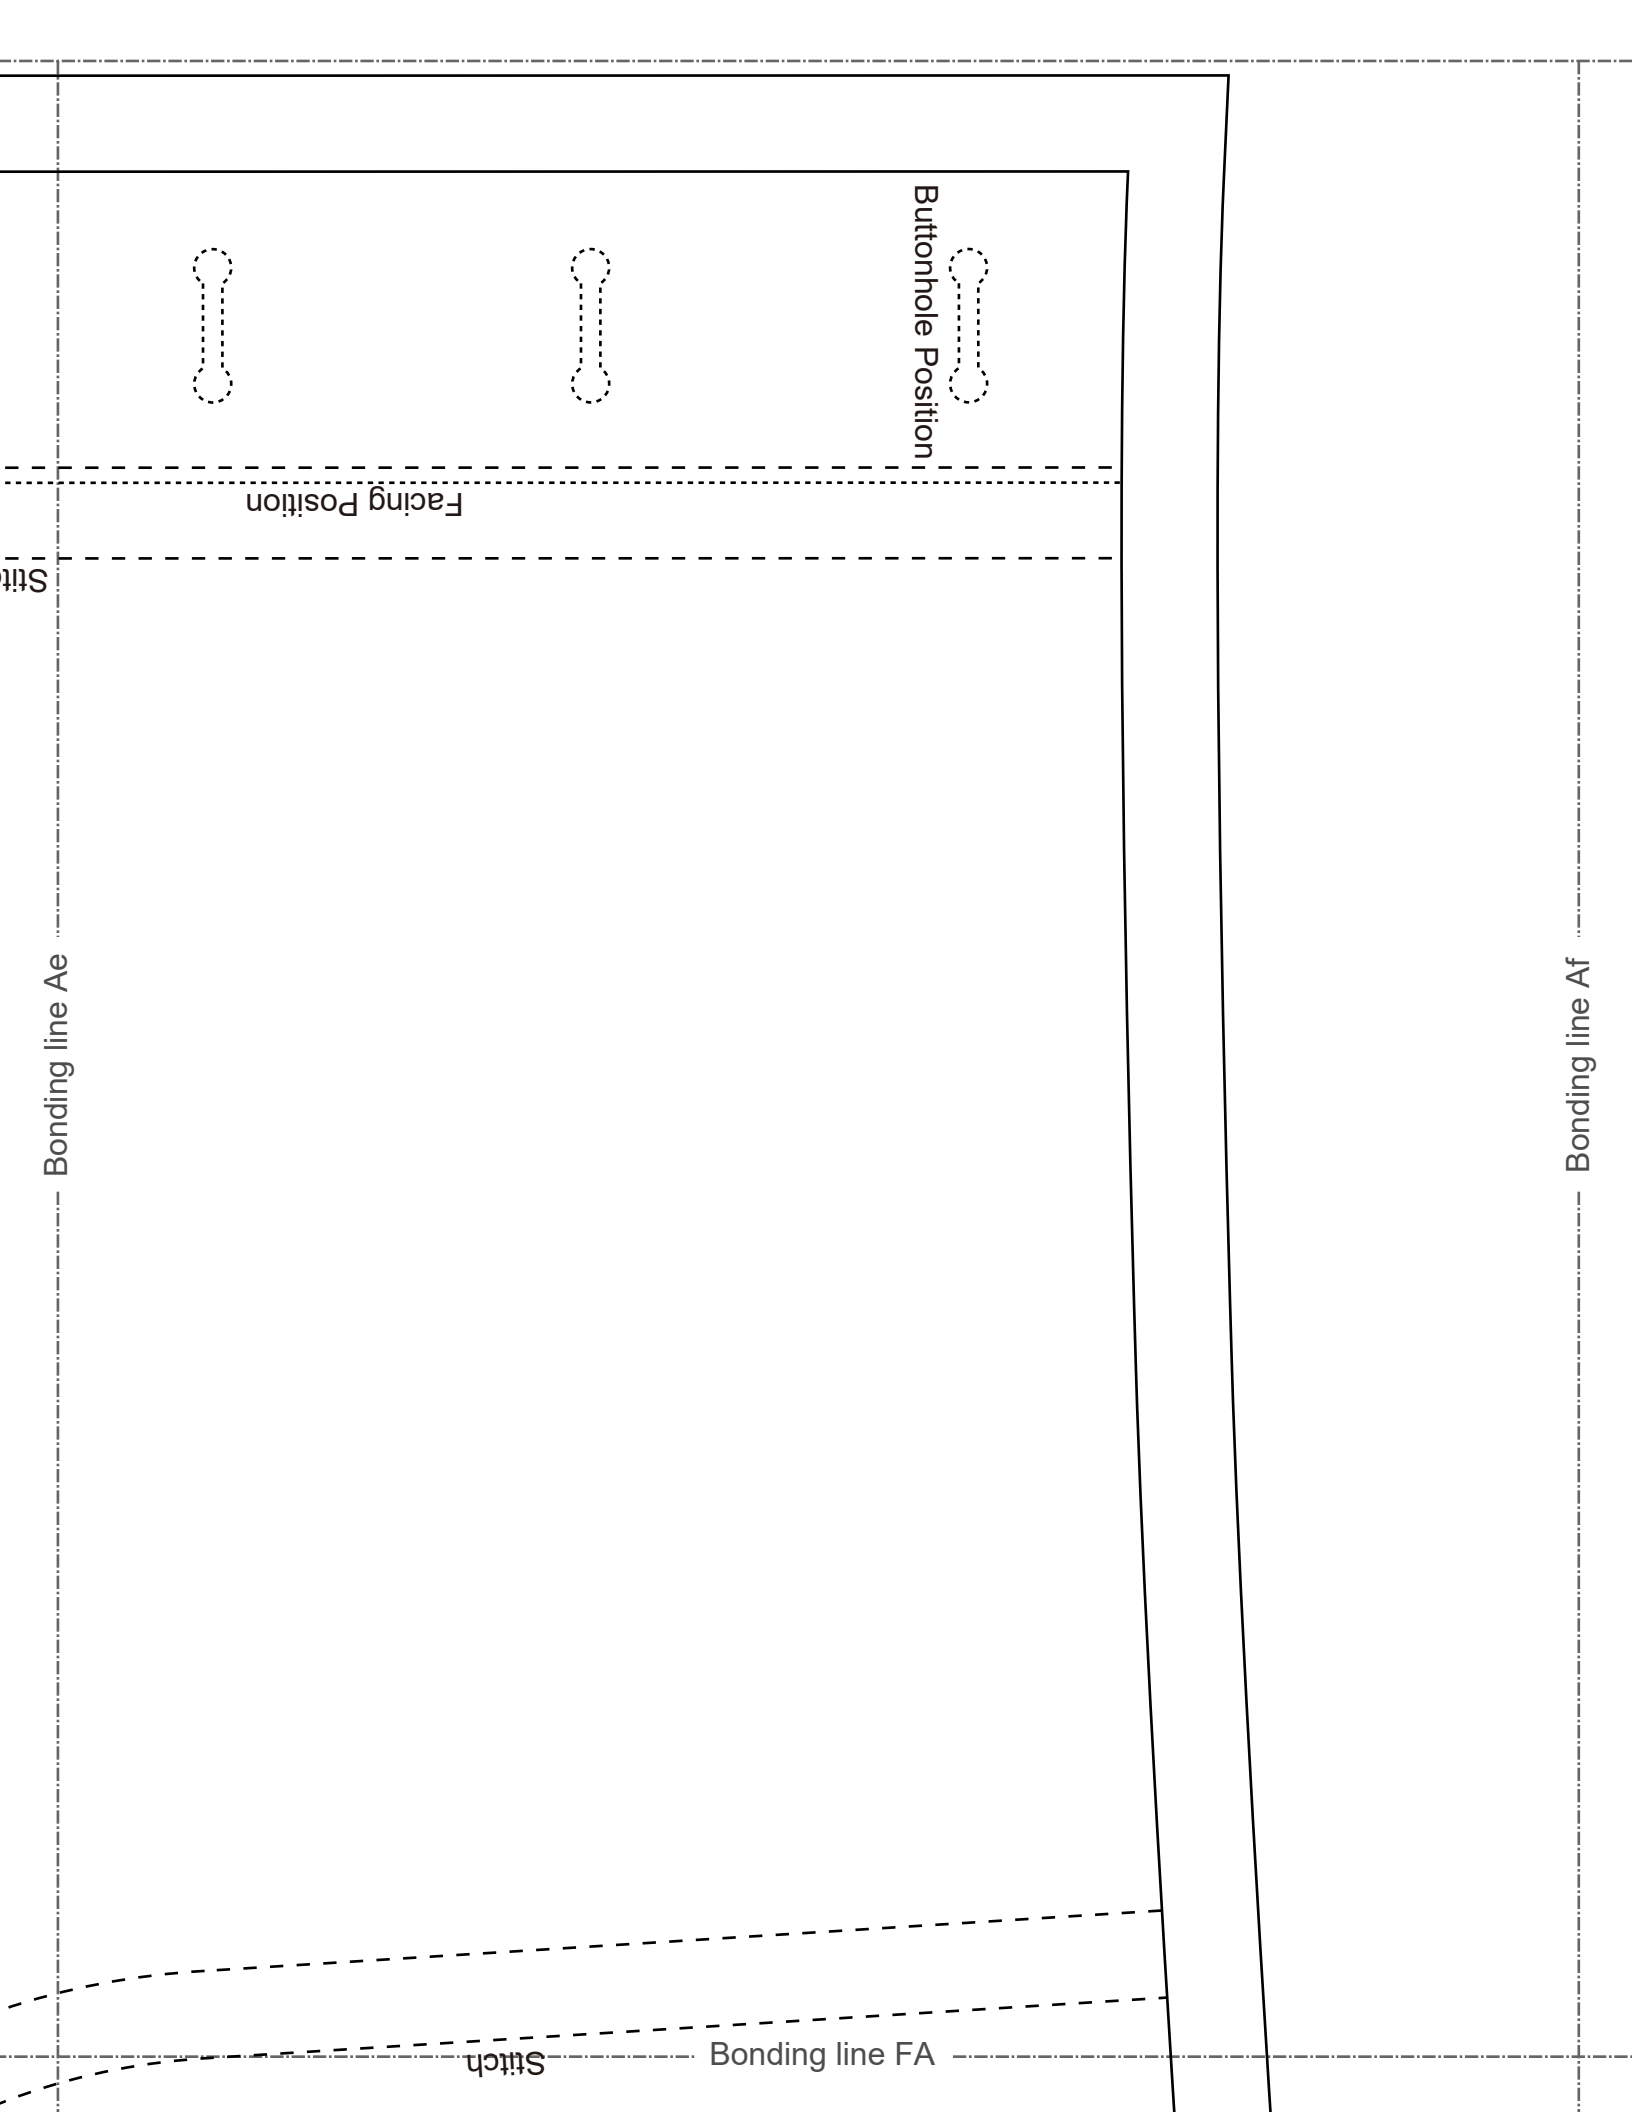 Buttonhole Position
Facing Position
Bonding line Ae
Bonding line Af
Stitch
Bonding line FA